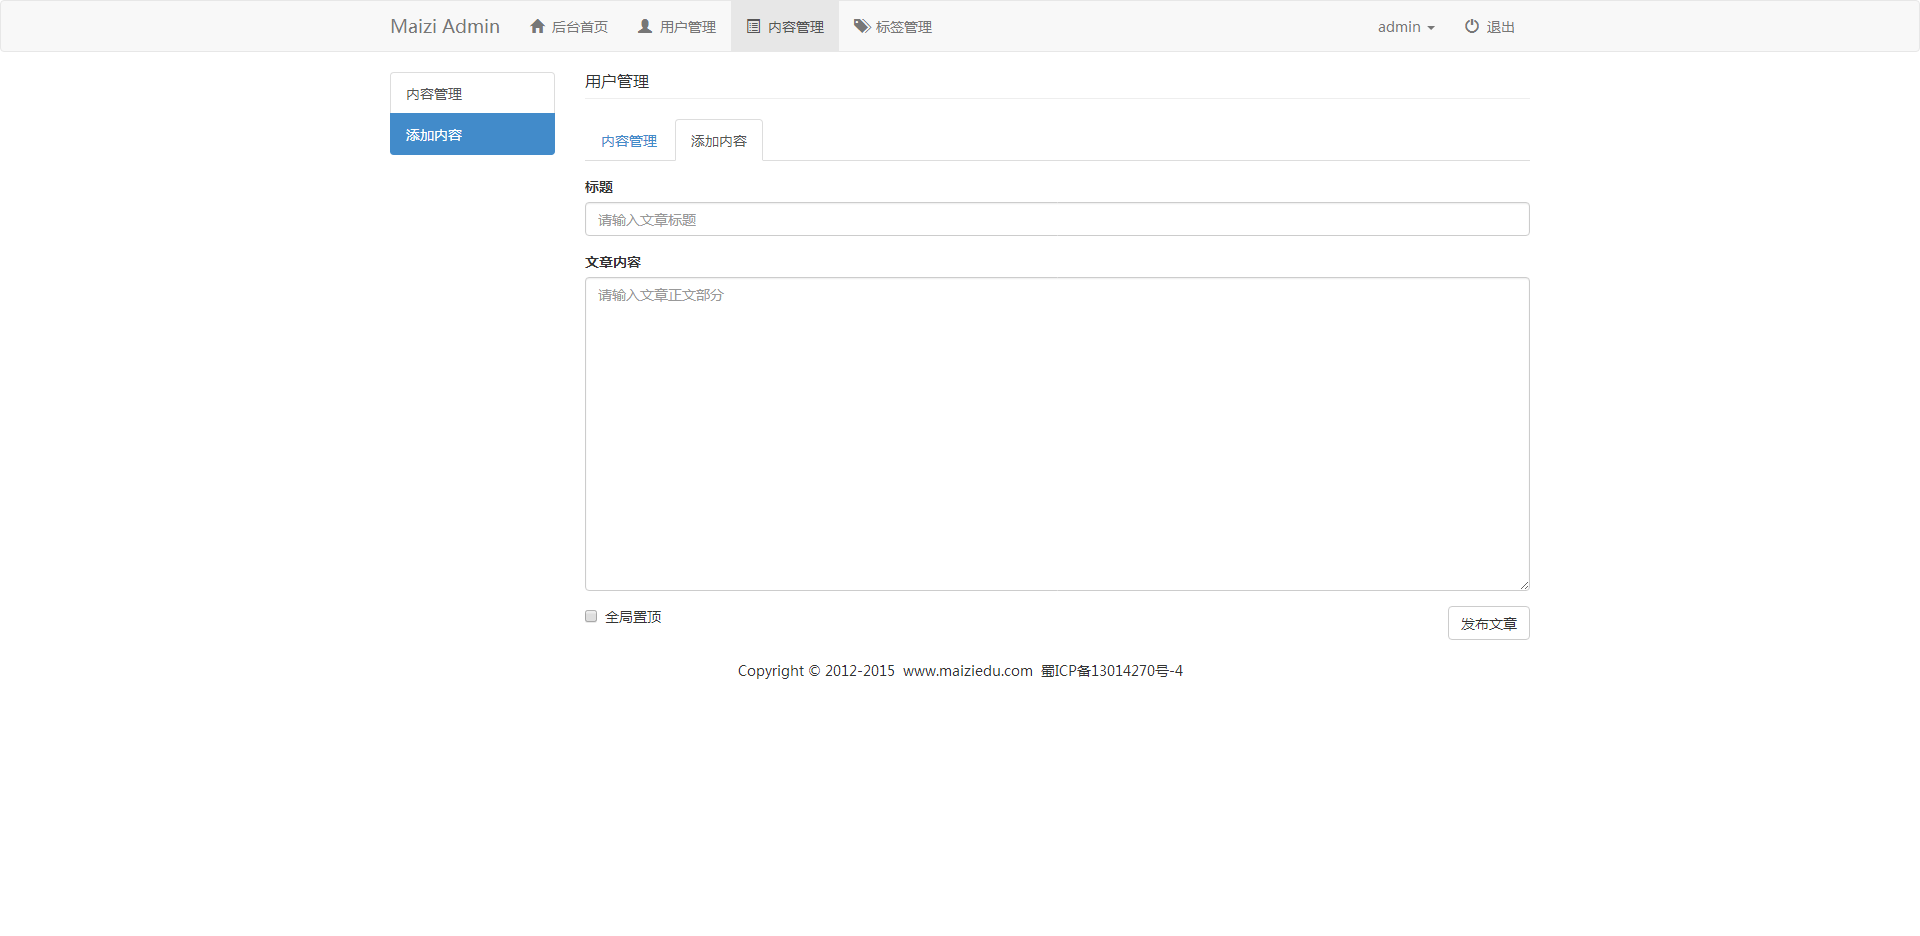 Maizi Admin 后台首页 用户管理 内容管理 标签管理 admin 退出
内容管理
添加内容
用户管理
内容管理 添加内容
标题
请输入文章标题
文章内容
请输入文章正文部分
全局置顶 发布文章
Copyright © 2012-2015 www.maiziedu.com 蜀ICP备13014270号-4